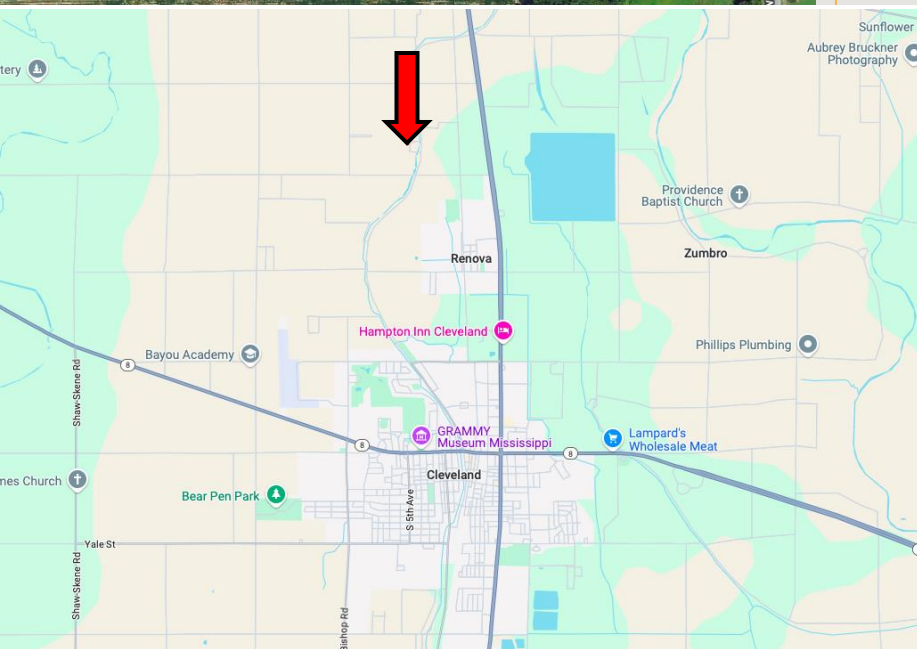 Sunflower
Aubrey Bruckner
Photography
tery
Providence
Baptist Church
Zumbro
Renova
Hampton Inn Cleveland
Phillips Plumbing
Bayou Academy
8
Shaw-Skene Rd
GRAMMY
Museum Mississippi
Lampard's
Wholesale Meat
8
8
Cleveland
mes Church
Bear Pen Park
S 5th Ave
Yale St
Shaw-Skene Rd
Bishop Rd